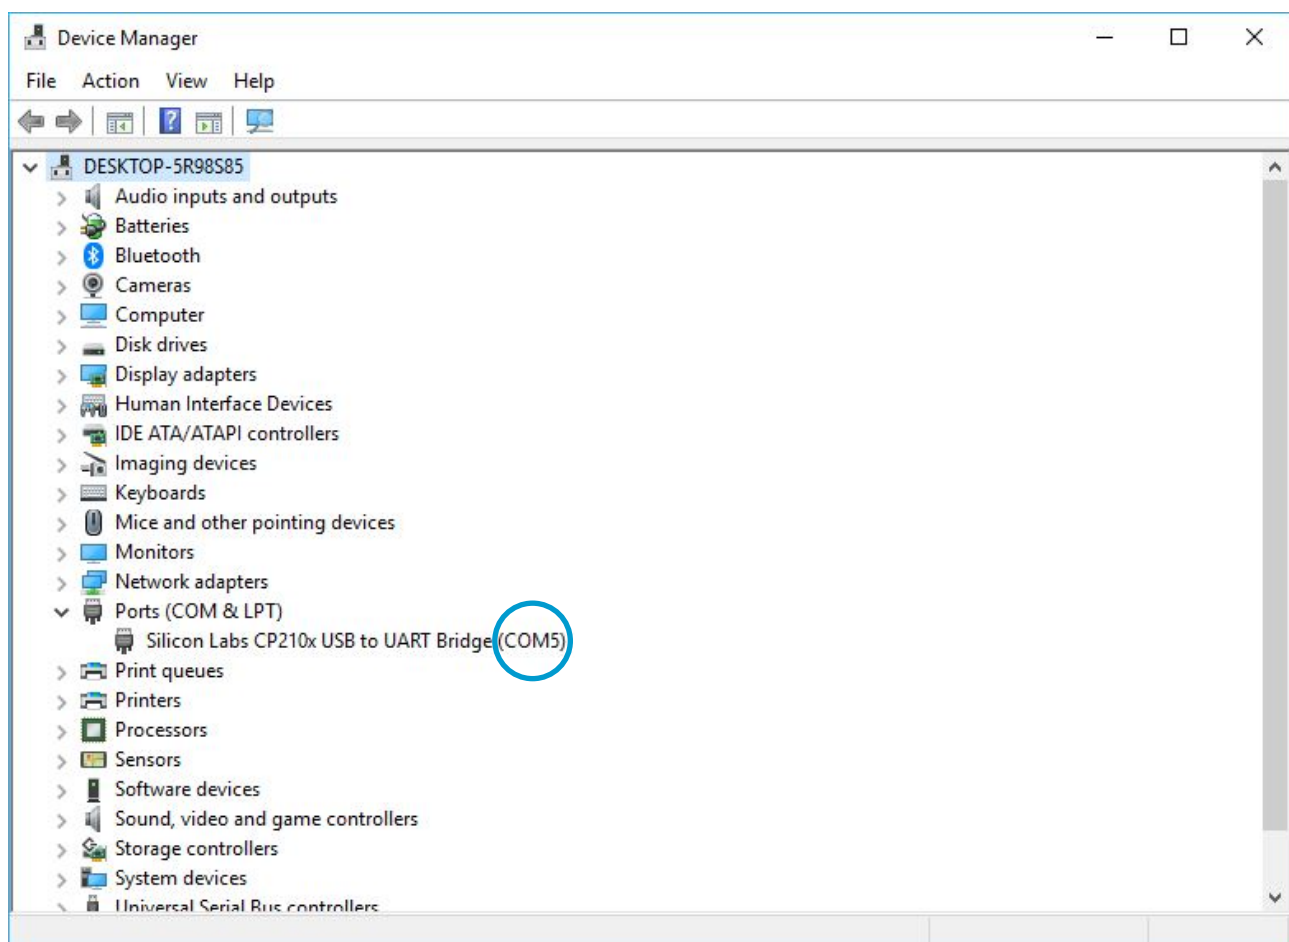 Device Manager
File Action View Help
DESKTOP-5R98S85
Audio inputs and outputs
Batteries
Bluetooth
Cameras
Computer
Disk drives
Display adapters
Human Interface Devices
IDE ATA/ATAPI controllers
Imaging devices
Keyboards
Mice and other pointing devices
Monitors
Network adapters
Ports (COM & LPT)
Silicon Labs CP210x USB to UART Bridge (COM5)
Print queues
Printers
Processors
Sensors
Software devices
Sound, video and game controllers
Storage controllers
System devices
Universal Serial Bus controllers